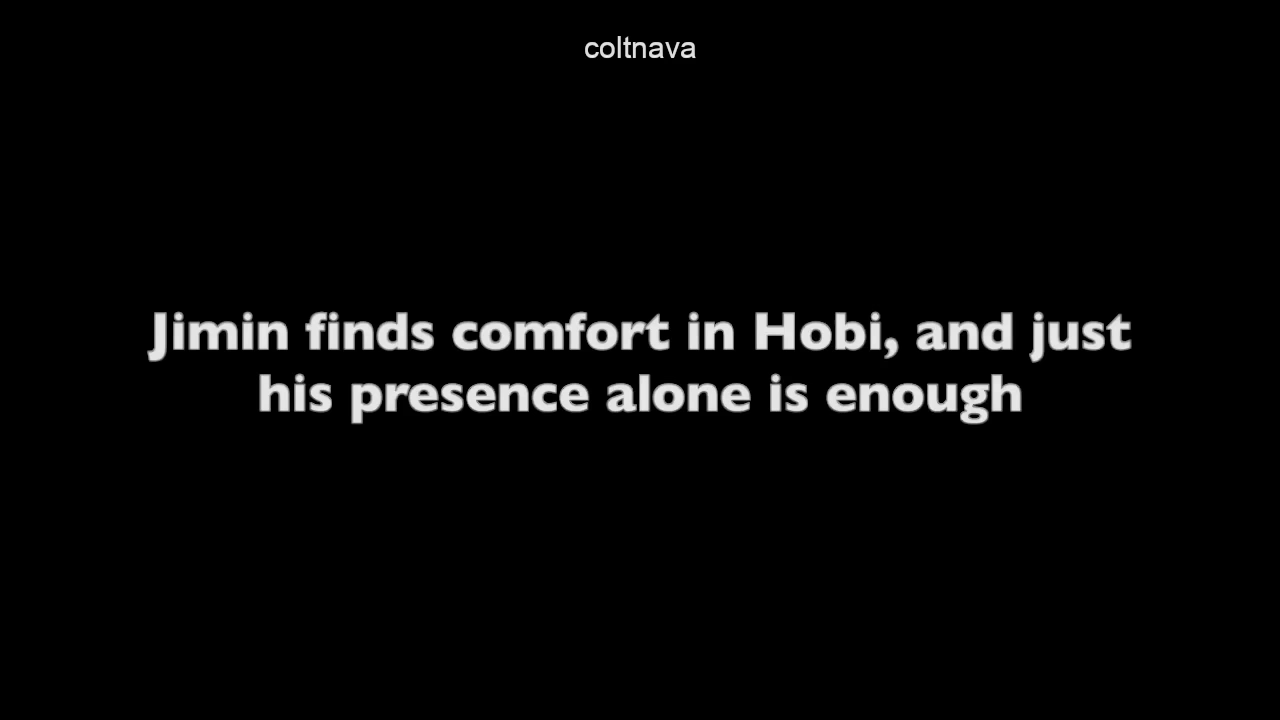 coltnava
Jimin finds comfort in Hobi, and just
his presence alone is enough